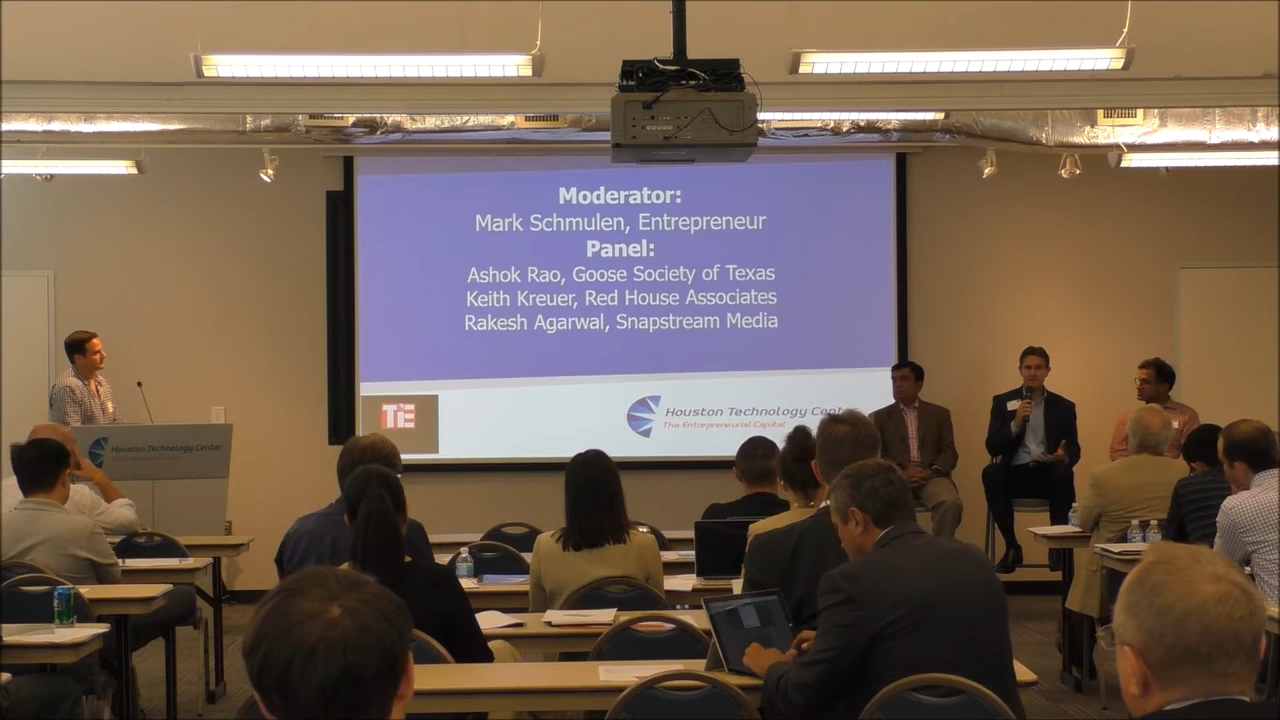 Moderator:
Mark Schmulen, Entrepreneur
Panel:
Ashok Rao, Goose Society of Texas
Keith Kreuer, Red House Associates
Rakesh Agarwal, Snapstream Media
TiE
Houston Technology Center
The Entrepreneurial Capital
Houston Technology Center